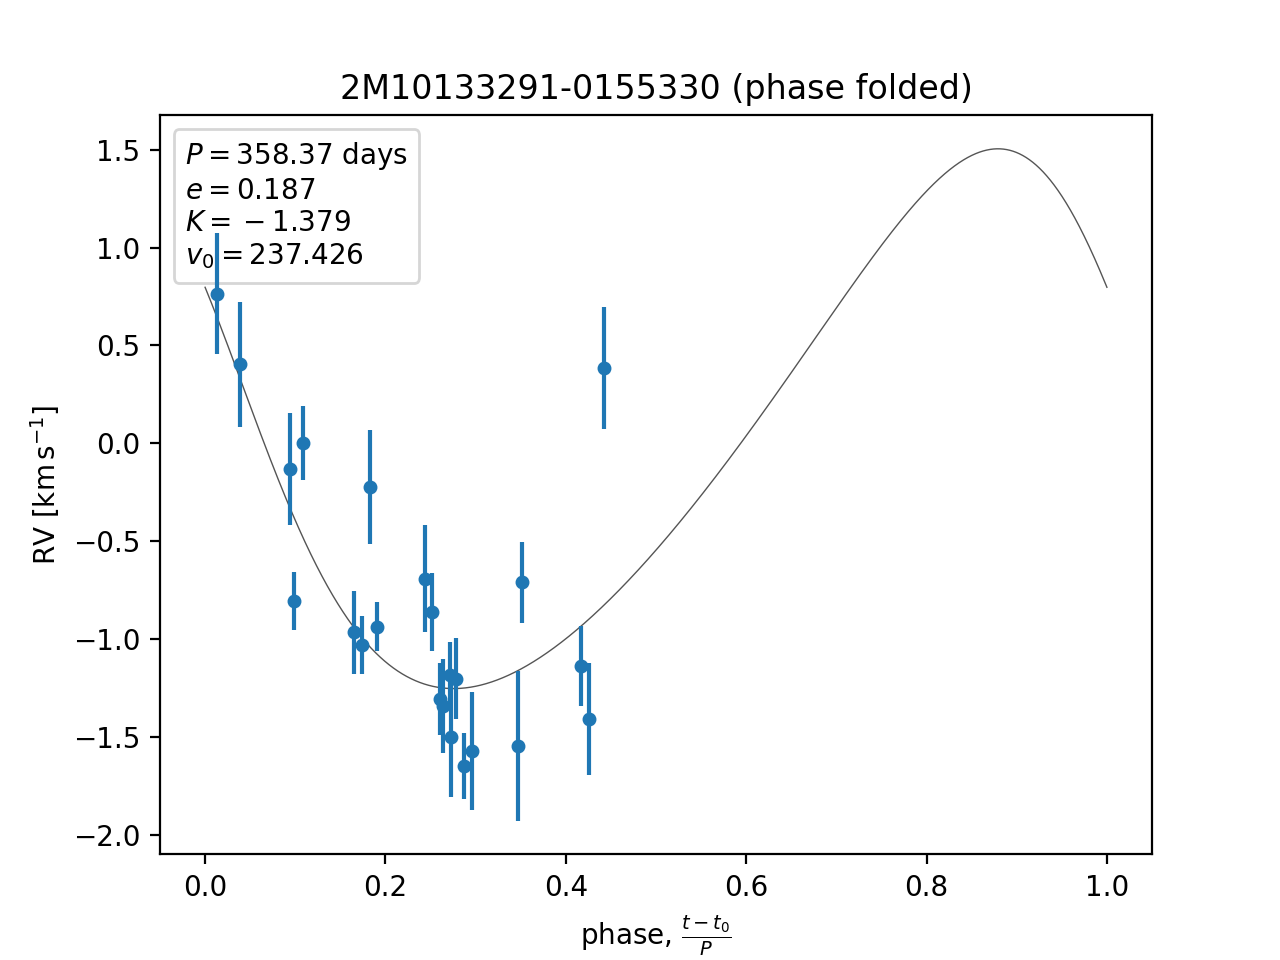 2M10133291-0155330 (phase folded)
P = 358.37 days
e = 0.187
K = −1.379
v₀ = 237.426
RV [km s⁻¹]
1.5
1.0
0.5
0.0
−0.5
−1.0
−1.5
−2.0
0.0 0.2 0.4 0.6 0.8 1.0
phase, (t − t₀)/P